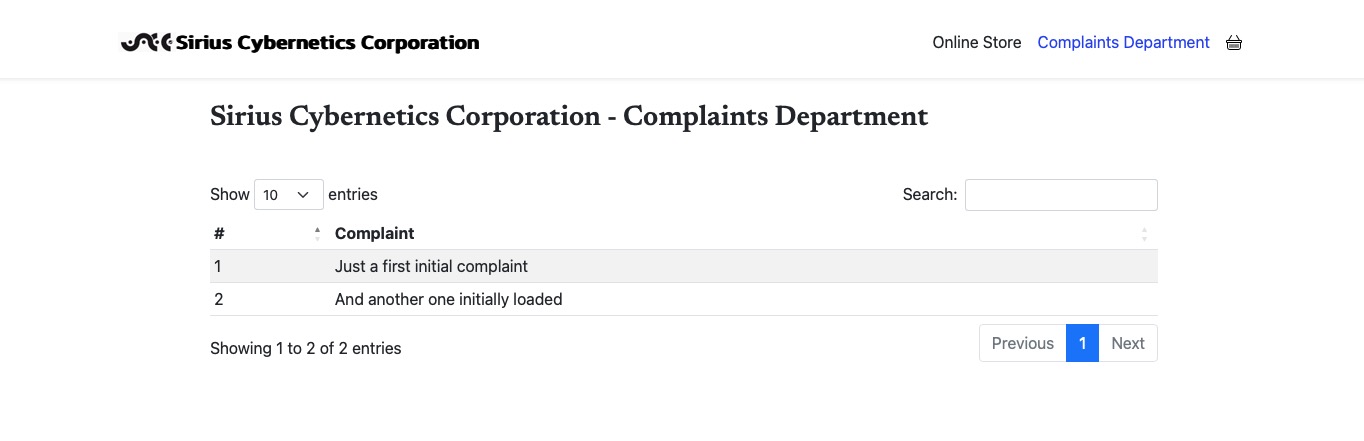 Sirius Cybernetics Corporation Online Store Complaints Department
Sirius Cybernetics Corporation - Complaints Department
Show 10 entries Search:
# Complaint
1 Just a first initial complaint
2 And another one initially loaded
Showing 1 to 2 of 2 entries Previous 1 Next